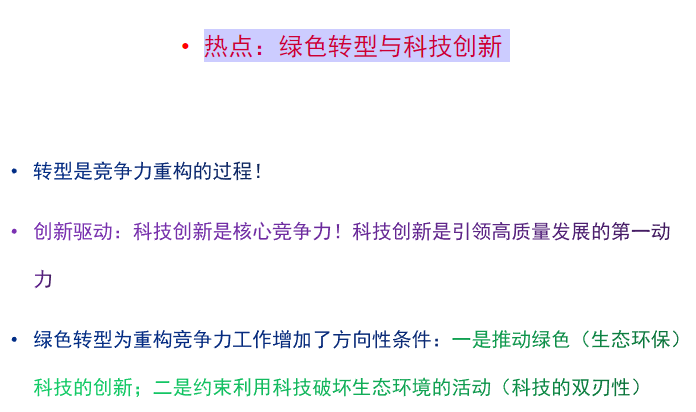 • 热点：绿色转型与科技创新
• 转型是竞争力重构的过程！
• 创新驱动：科技创新是核心竞争力！科技创新是引领高质量发展的第一动
力
• 绿色转型为重构竞争力工作增加了方向性条件：一是推动绿色（生态环保）
科技的创新；二是约束利用科技破坏生态环境的活动（科技的双刃性）